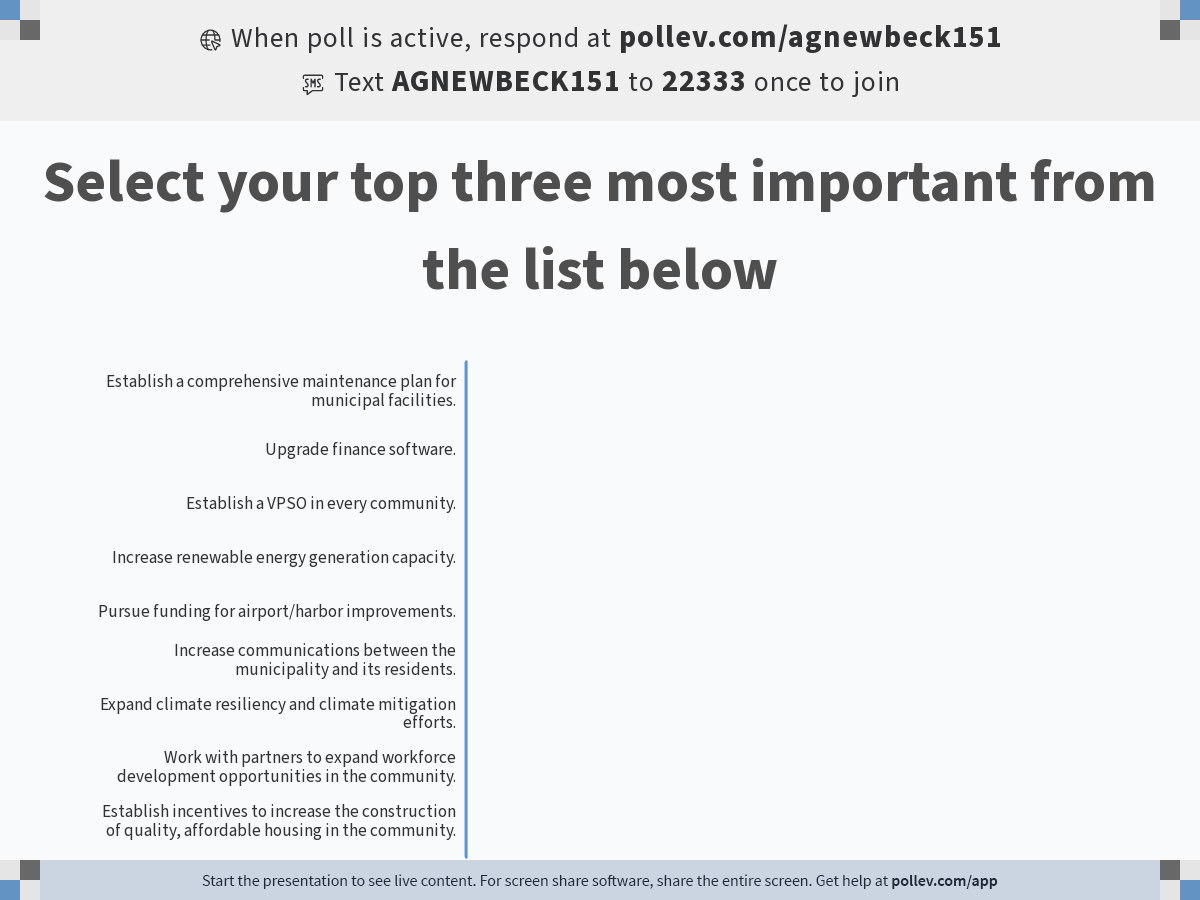 When poll is active, respond at pollev.com/agnewbeck151
SMS Text AGNEWBECK151 to 22333 once to join
Select your top three most important from
the list below
Establish a comprehensive maintenance plan for
municipal facilities.
Upgrade finance software.
Establish a VPSO in every community.
Increase renewable energy generation capacity.
Pursue funding for airport/harbor improvements.
Increase communications between the
municipality and its residents.
Expand climate resiliency and climate mitigation
efforts.
Work with partners to expand workforce
development opportunities in the community.
Establish incentives to increase the construction
of quality, affordable housing in the community.
Start the presentation to see live content. For screen share software, share the entire screen. Get help at pollev.com/app